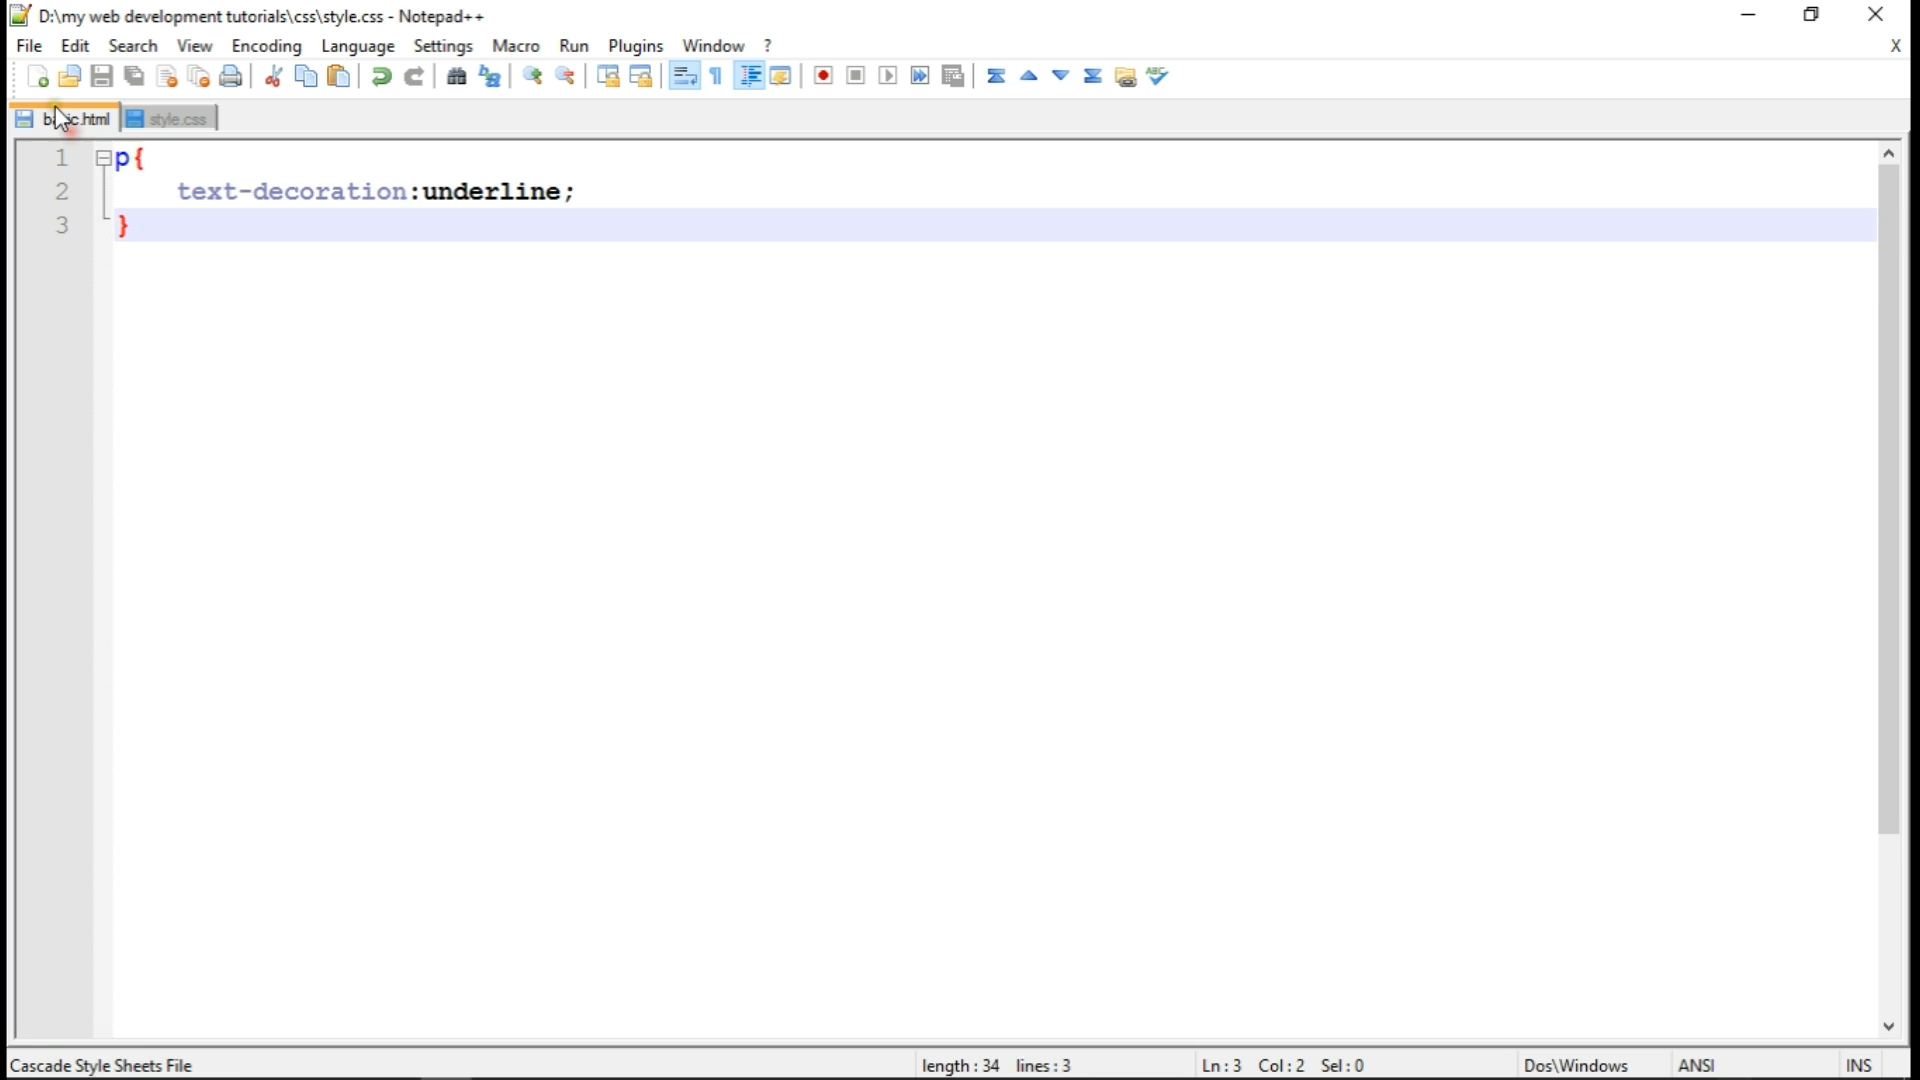 D:\my web development tutorials\css\style.css - Notepad++
File Edit Search View Encoding Language Settings Macro Run Plugins Window ? X
style.css
1 p{
2 text-decoration:underline;
3 }
Cascade Style Sheets File length : 34 lines : 3 Ln : 3 Col : 2 Sel : 0 Dos\Windows ANSI INS